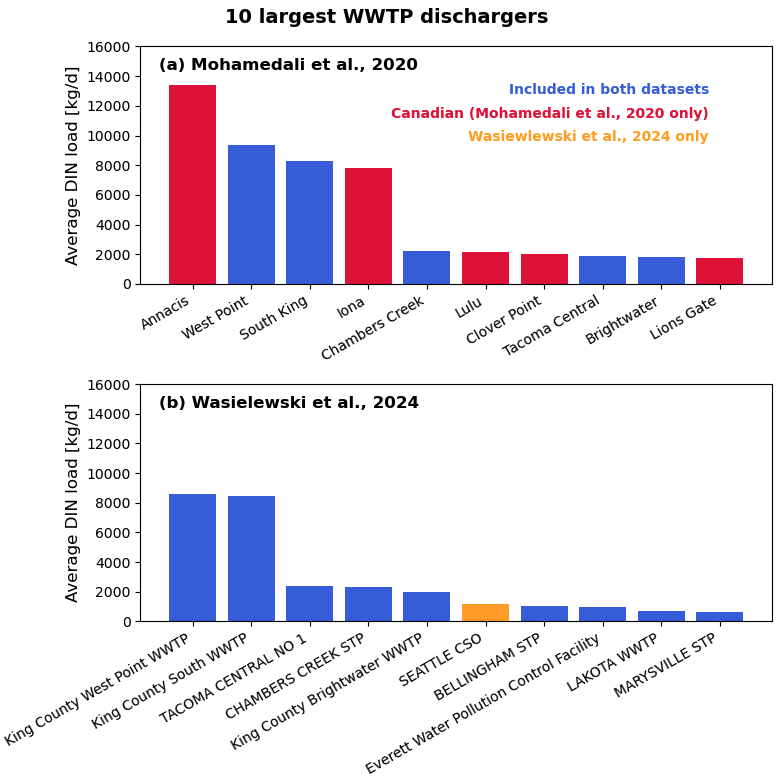 10 largest WWTP dischargers
(a) Mohamedali et al., 2020
Included in both datasets
Canadian (Mohamedali et al., 2020 only)
Wasiewlewski et al., 2024 only
Average DIN load [kg/d]
16000
14000
12000
10000
8000
6000
4000
2000
0
Annacis
West Point
South King
Iona
Chambers Creek
Lulu
Clover Point
Tacoma Central
Brightwater
Lions Gate
(b) Wasielewski et al., 2024
Average DIN load [kg/d]
16000
14000
12000
10000
8000
6000
4000
2000
0
King County West Point WWTP
King County South WWTP
TACOMA CENTRAL NO 1
CHAMBERS CREEK STP
King County Brightwater WWTP
SEATTLE CSO
BELLINGHAM STP
Everett Water Pollution Control Facility
LAKOTA WWTP
MARYSVILLE STP